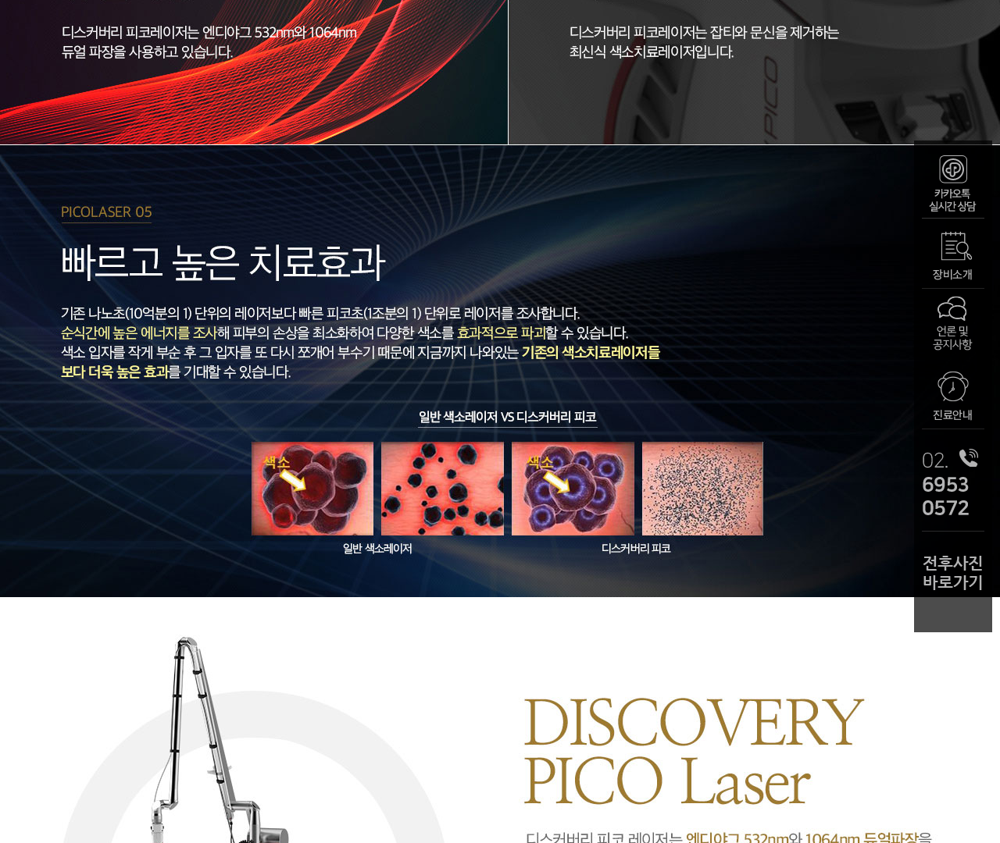 디스커버리 피코레이저는 엔디야그 532nm와 1064nm
듀얼 파장을 사용하고 있습니다.
디스커버리 피코레이저는 잡티와 문신을 제거하는
최신식 색소치료레이저입니다.
PICO
PICOLASER 05
빠르고 높은 치료효과
기존 나노초(10억분의 1) 단위의 레이저보다 빠른 피코초(1조분의 1) 단위로 레이저를 조사합니다.
순식간에 높은 에너지를 조사해 피부의 손상을 최소화하여 다양한 색소를 효과적으로 파괴할 수 있습니다.
색소 입자를 작게 부순 후 그 입자를 또 다시 쪼개어 부수기 때문에 지금까지 나와있는 기존의 색소치료레이저들
보다 더욱 높은 효과를 기대할 수 있습니다.
일반 색소레이저 VS 디스커버리 피코
색소
색소
일반 색소레이저
디스커버리 피코
카카오톡
실시간 상담
장비소개
언론 및
공지사항
진료안내
02.
6953
0572
전후사진
바로가기
DISCOVERY
PICO Laser
디스커버리 피코 레이저는 엔디야그 532nm와 1064nm 듀얼파장을